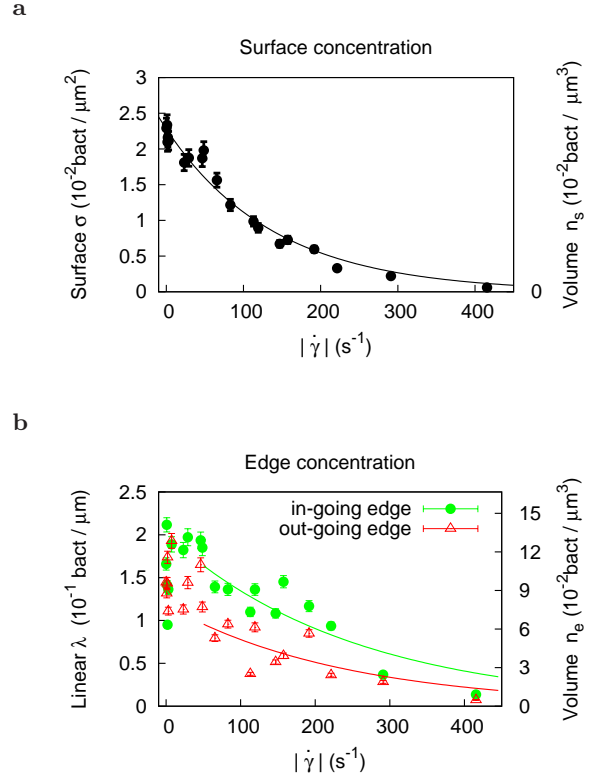 a
Surface concentration
Surface σ (10⁻²bact / μm²)
3
2.5
2
1.5
1
0.5
0
0
Volume nₛ (10⁻²bact / μm³)
0 100 200 300 400
| γ̇ | (s⁻¹)
b
Edge concentration
Linear λ (10⁻¹ bact / μm)
2.5
2
1.5
1
0.5
0
in-going edge
out-going edge
15
12
9
6
3
0
Volume nₑ (10⁻²bact / μm³)
0 100 200 300 400
| γ̇ | (s⁻¹)